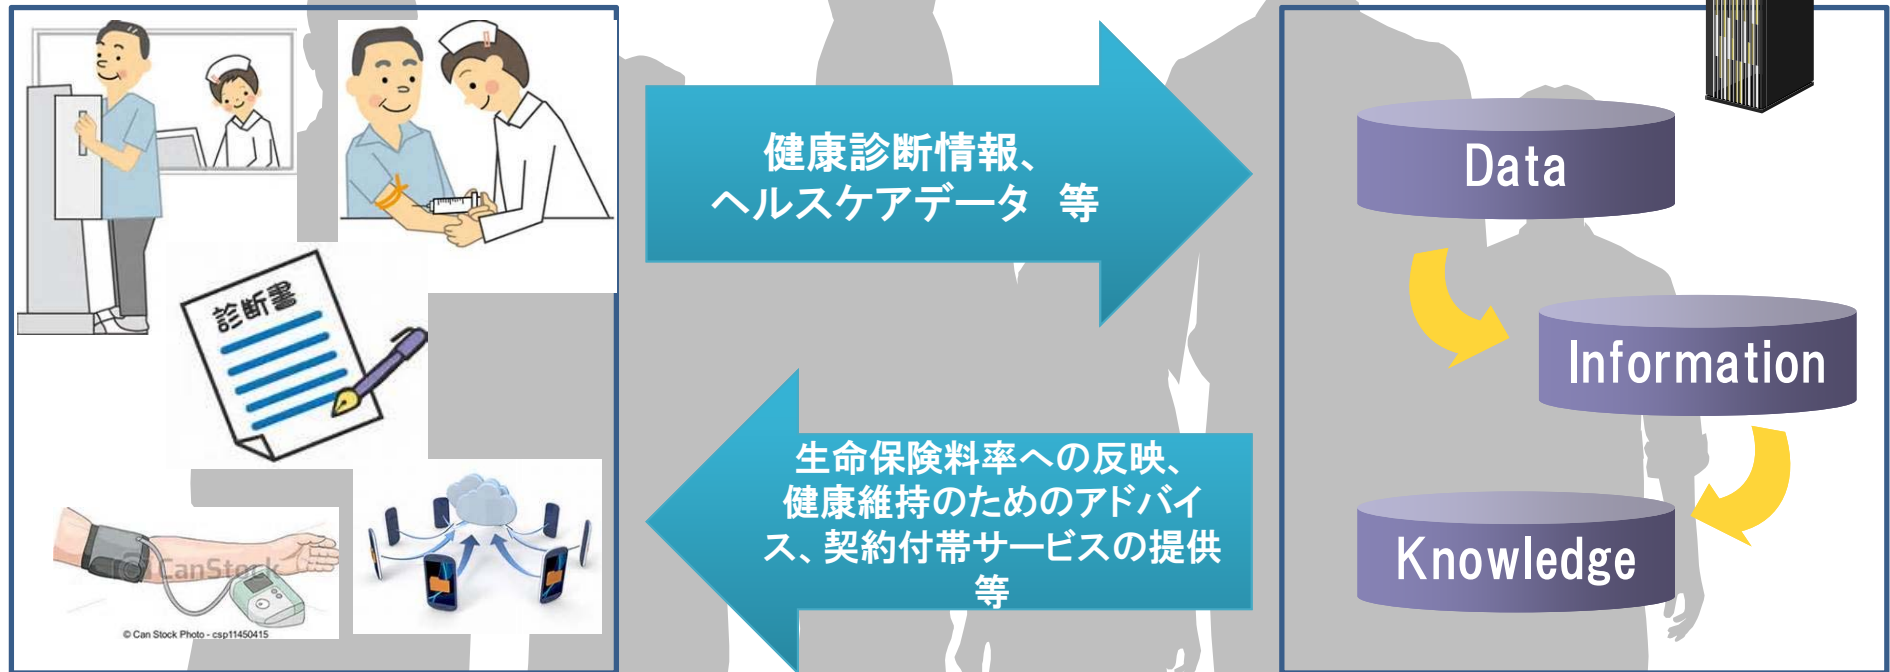 健康診断情報、
ヘルスケアデータ 等
Data
診断書
Information
生命保険料率への反映、
健康維持のためのアドバイ
ス、契約付帯サービスの提供
等
Knowledge
CanStock
© Can Stock Photo - csp11450415